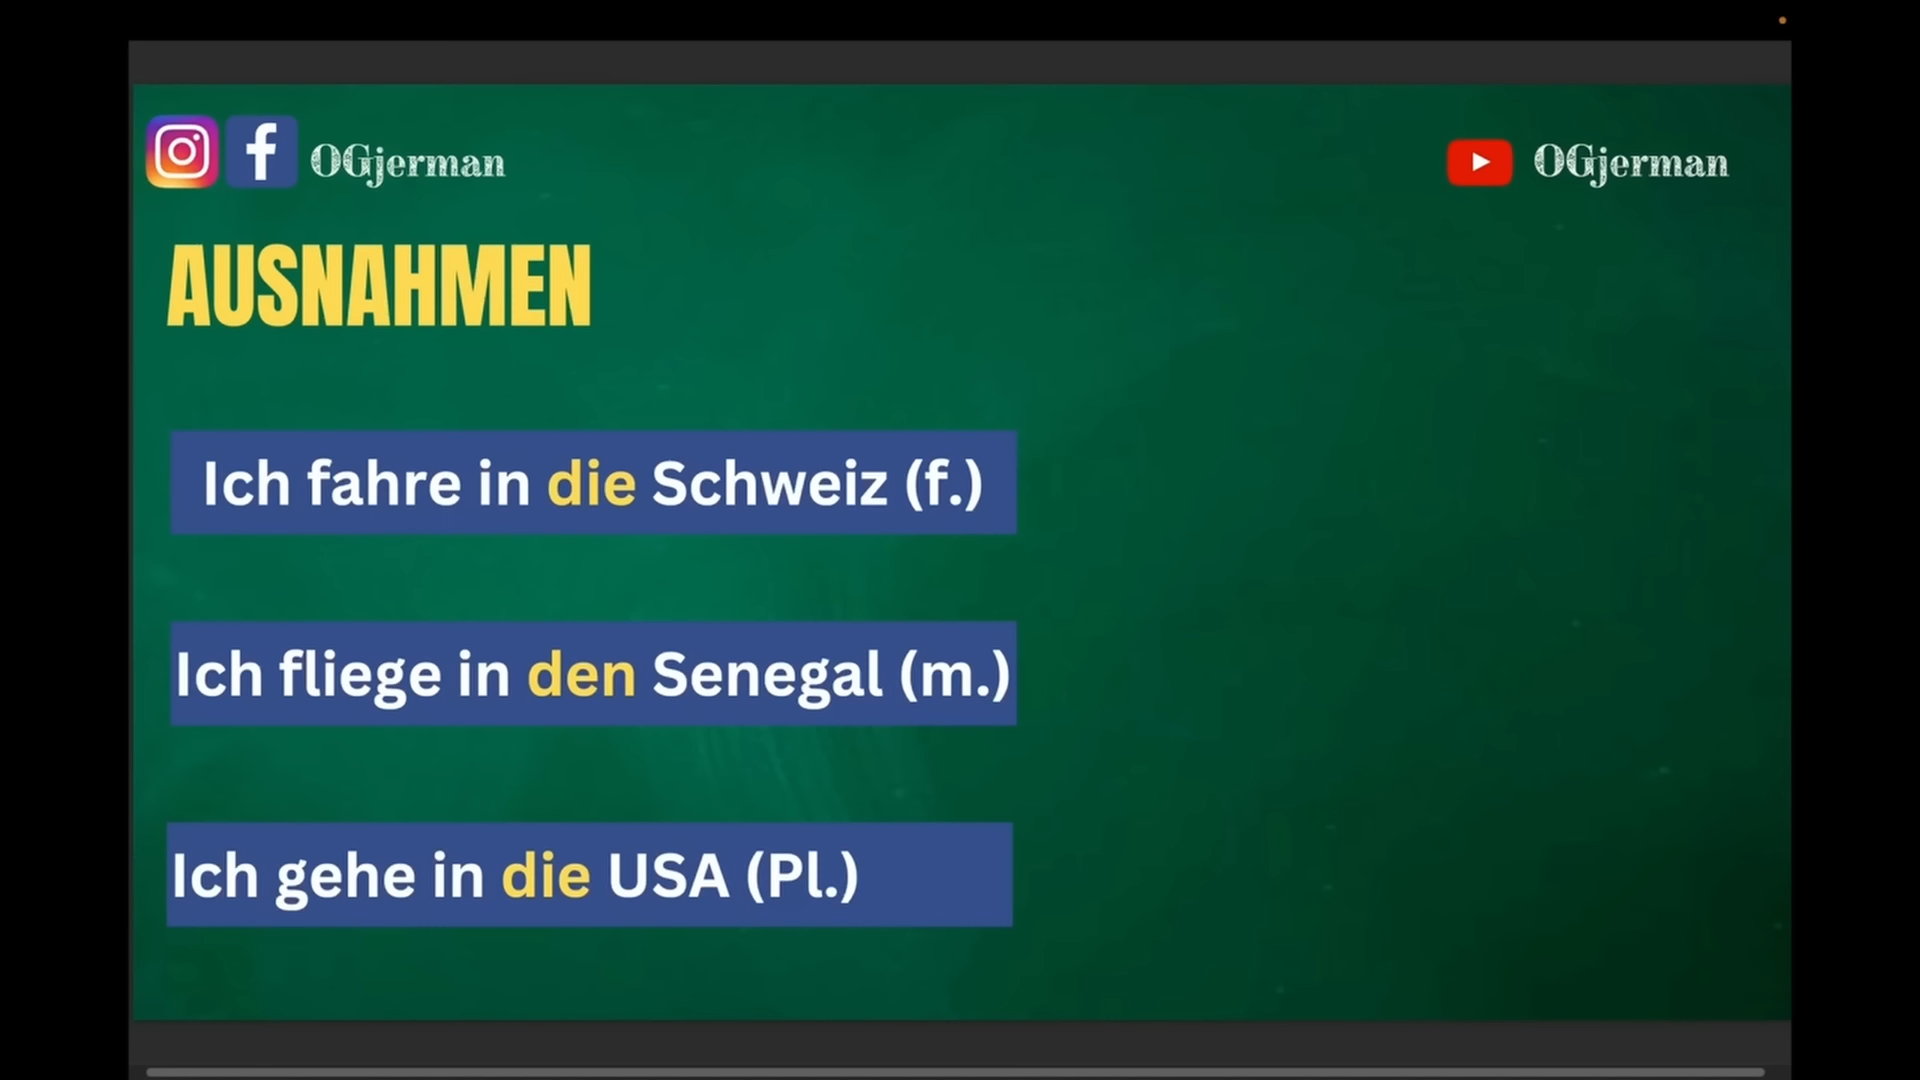 OGjerman
OGjerman
AUSNAHMEN
Ich fahre in die Schweiz (f.)
Ich fliege in den Senegal (m.)
Ich gehe in die USA (Pl.)